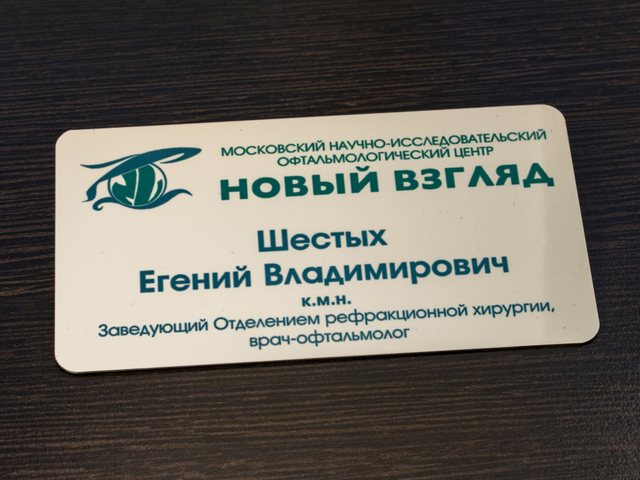 МОСКОВСКИЙ НАУЧНО-ИССЛЕДОВАТЕЛЬСКИЙ
ОФТАЛЬМОЛОГИЧЕСКИЙ ЦЕНТР
НОВЫЙ ВЗГЛЯД
Шестых
Егений Владимирович
к.м.н.
Заведующий Отделением рефракционной хирургии,
врач-офтальмолог